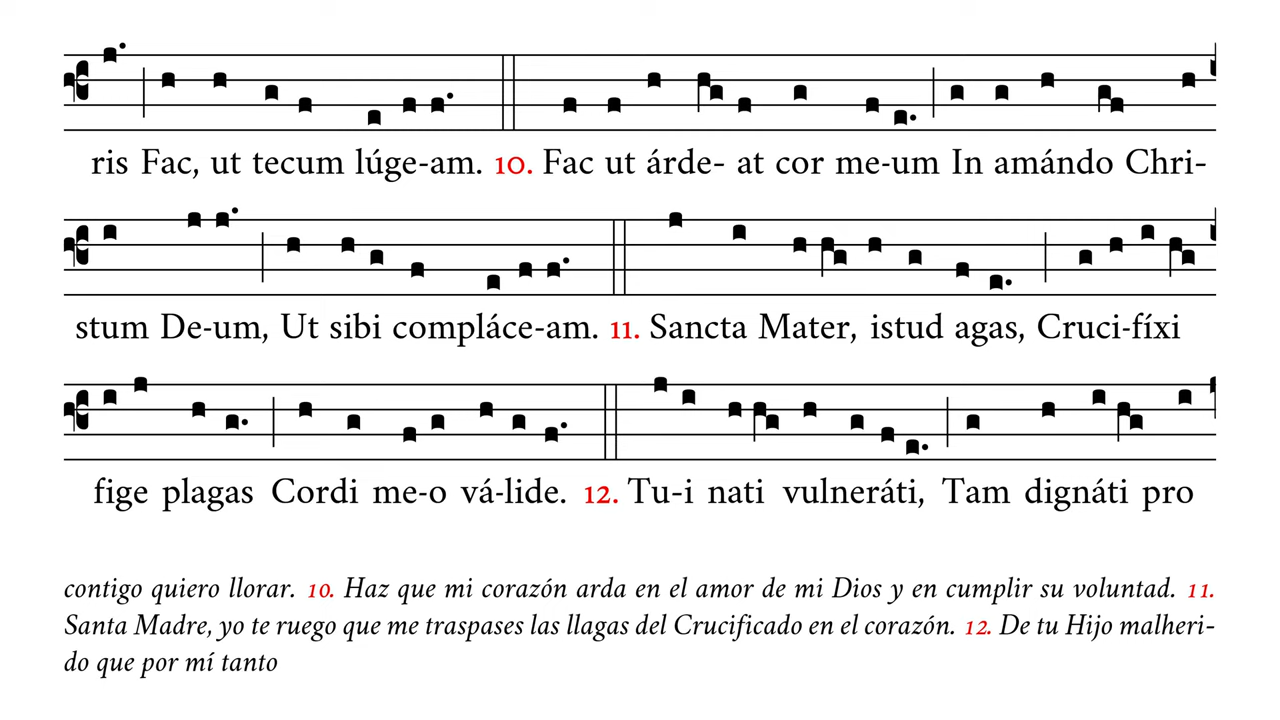 ris Fac, ut tecum lúge-am. 10. Fac ut árde- at cor me-um In amándo Chri-
stum De-um, Ut sibi compláce-am. 11. Sancta Mater, istud agas, Cruci-fíxi
fige plagas Cordi me-o vá-lide. 12. Tu-i nati vulneráti, Tam dignáti pro
contigo quiero llorar. 10. Haz que mi corazón arda en el amor de mi Dios y en cumplir su voluntad. 11.
Santa Madre, yo te ruego que me traspases las llagas del Crucificado en el corazón. 12. De tu Hijo malheri-
do que por mí tanto